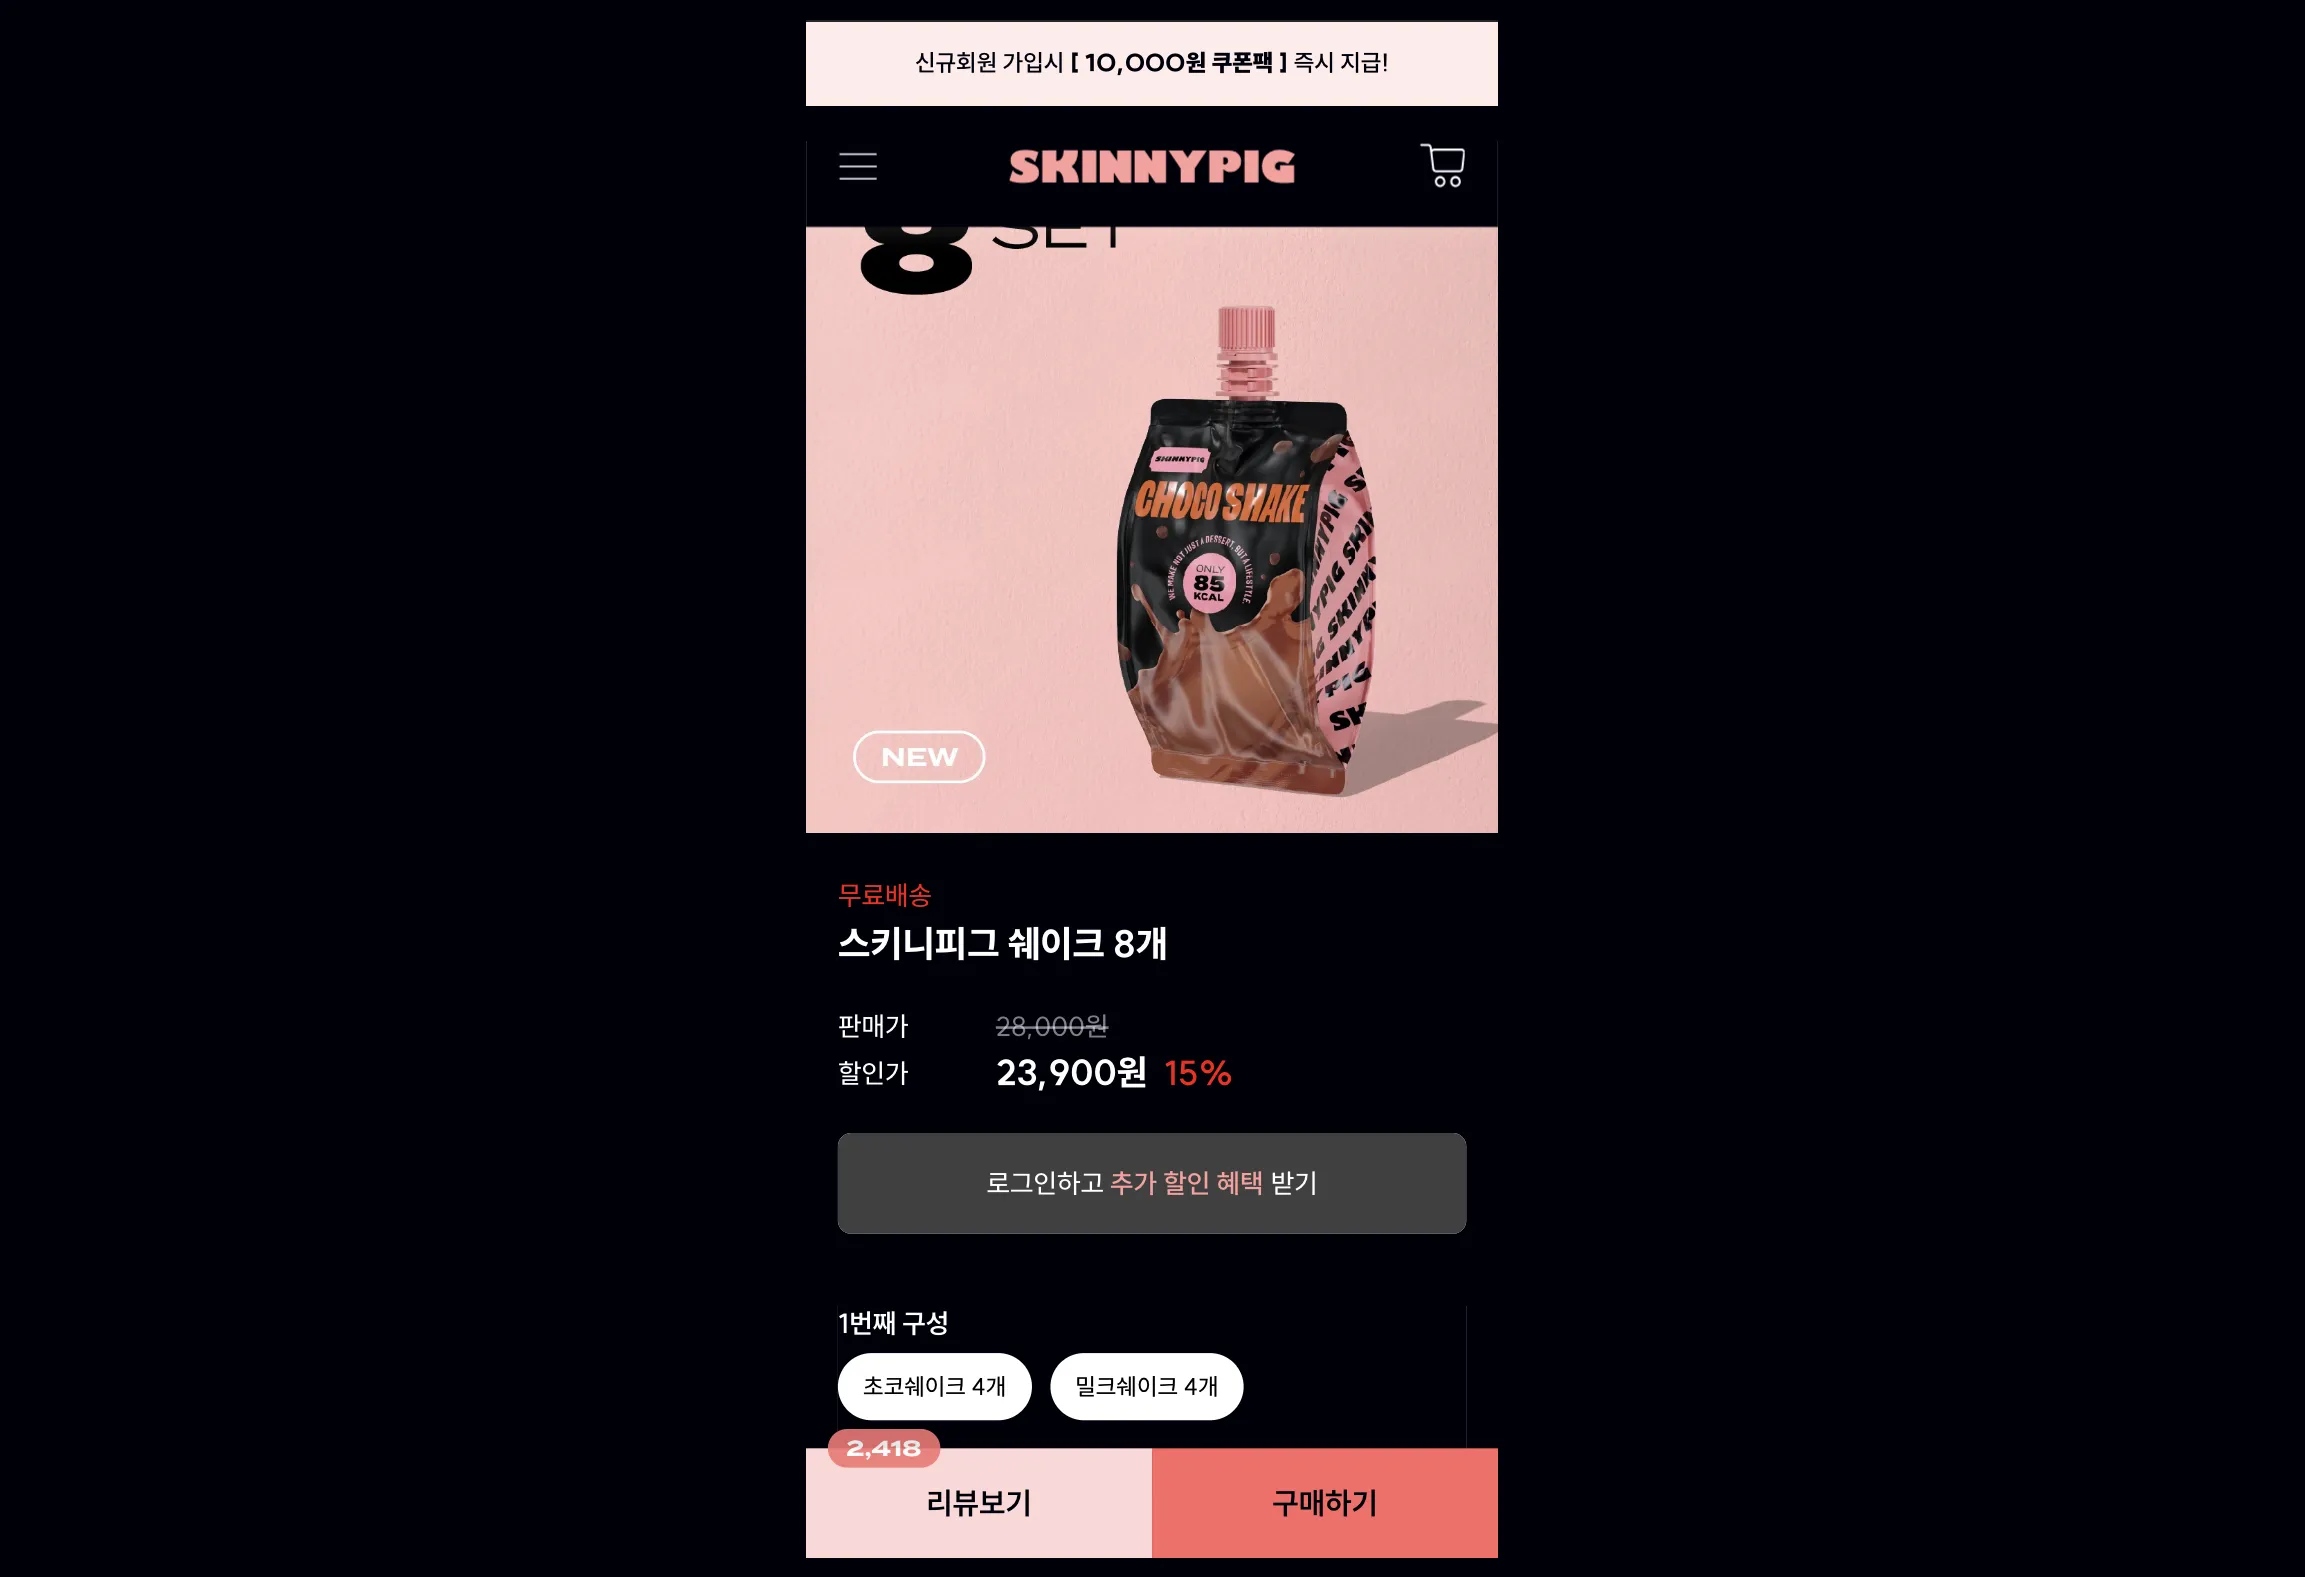 신규회원 가입시 [ 10,000원 쿠폰팩 ] 즉시 지급!
SKINNYPIG
8 SET
SKINNYPIG
CHOCO SHAKE
WE MAKE NOT JUST A DESSERT, BUT A LIFESTYLE.
ONLY
85
KCAL
NEW
무료배송
스키니피그 쉐이크 8개
판매가 28,000원
할인가 23,900원 15%
로그인하고 추가 할인 혜택 받기
1번째 구성
초코쉐이크 4개 밀크쉐이크 4개
2,418
리뷰보기 구매하기